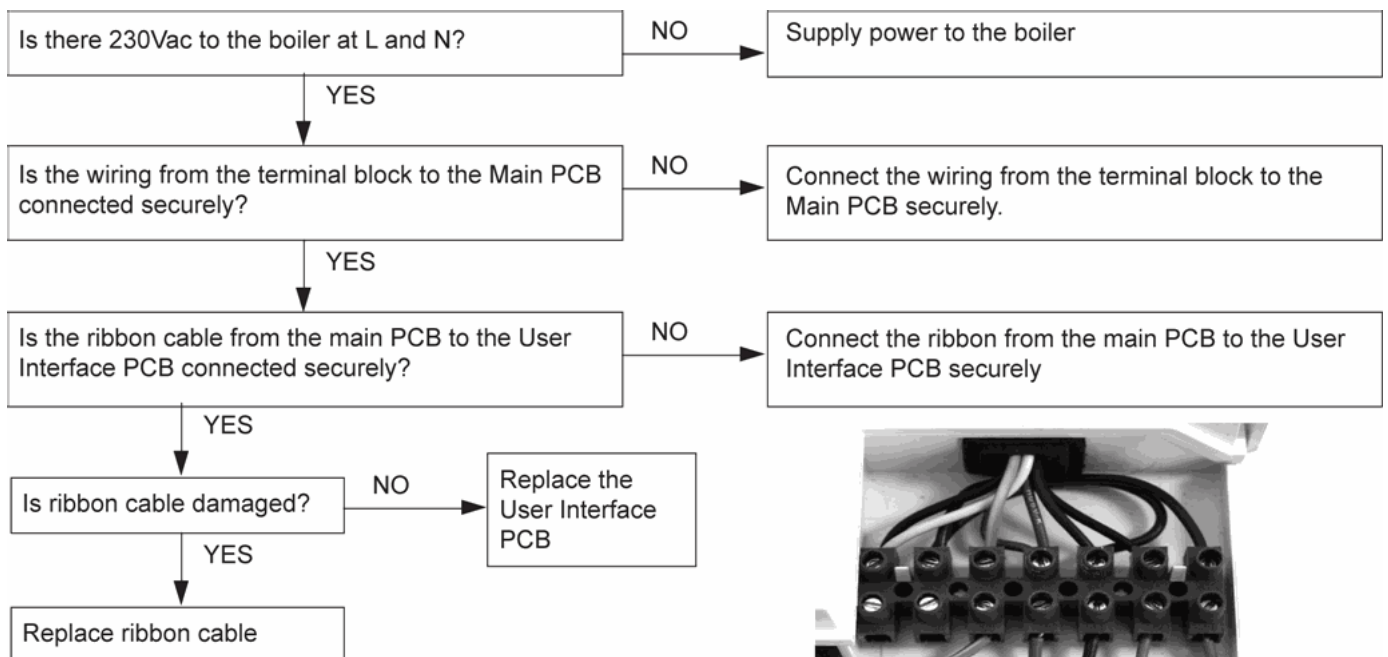 Is there 230Vac to the boiler at L and N?
NO
Supply power to the boiler
YES
Is the wiring from the terminal block to the Main PCB
connected securely?
NO
Connect the wiring from the terminal block to the
Main PCB securely.
YES
Is the ribbon cable from the main PCB to the User
Interface PCB connected securely?
NO
Connect the ribbon from the main PCB to the User
Interface PCB securely
YES
Is ribbon cable damaged?
NO
Replace the
User Interface
PCB
YES
Replace ribbon cable